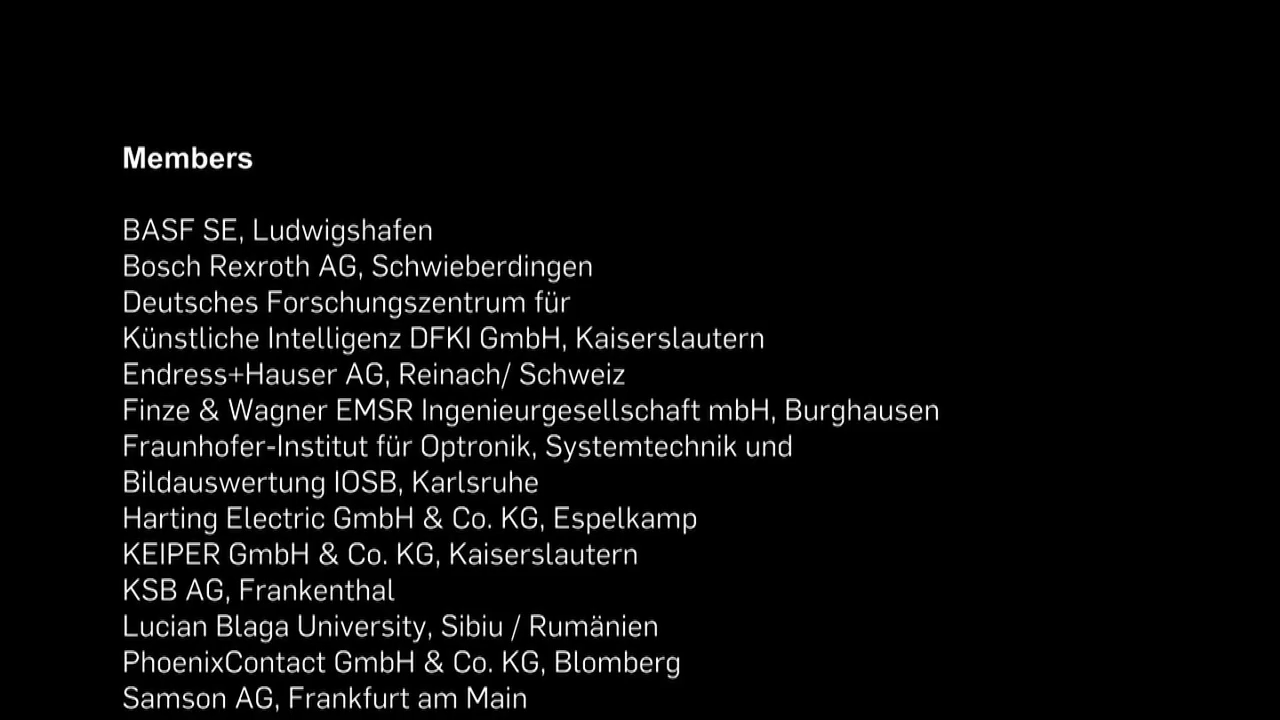 Members
BASF SE, Ludwigshafen
Bosch Rexroth AG, Schwieberdingen
Deutsches Forschungszentrum für
Künstliche Intelligenz DFKI GmbH, Kaiserslautern
Endress+Hauser AG, Reinach/ Schweiz
Finze & Wagner EMSR Ingenieurgesellschaft mbH, Burghausen
Fraunhofer-Institut für Optronik, Systemtechnik und
Bildauswertung IOSB, Karlsruhe
Harting Electric GmbH & Co. KG, Espelkamp
KEIPER GmbH & Co. KG, Kaiserslautern
KSB AG, Frankenthal
Lucian Blaga University, Sibiu / Rumänien
PhoenixContact GmbH & Co. KG, Blomberg
Samson AG, Frankfurt am Main